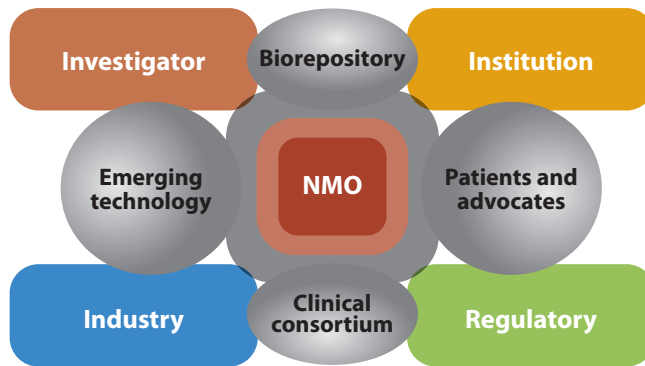 Investigator
Biorepository
Institution
Emerging
technology
NMO
Patients and
advocates
Industry
Clinical
consortium
Regulatory